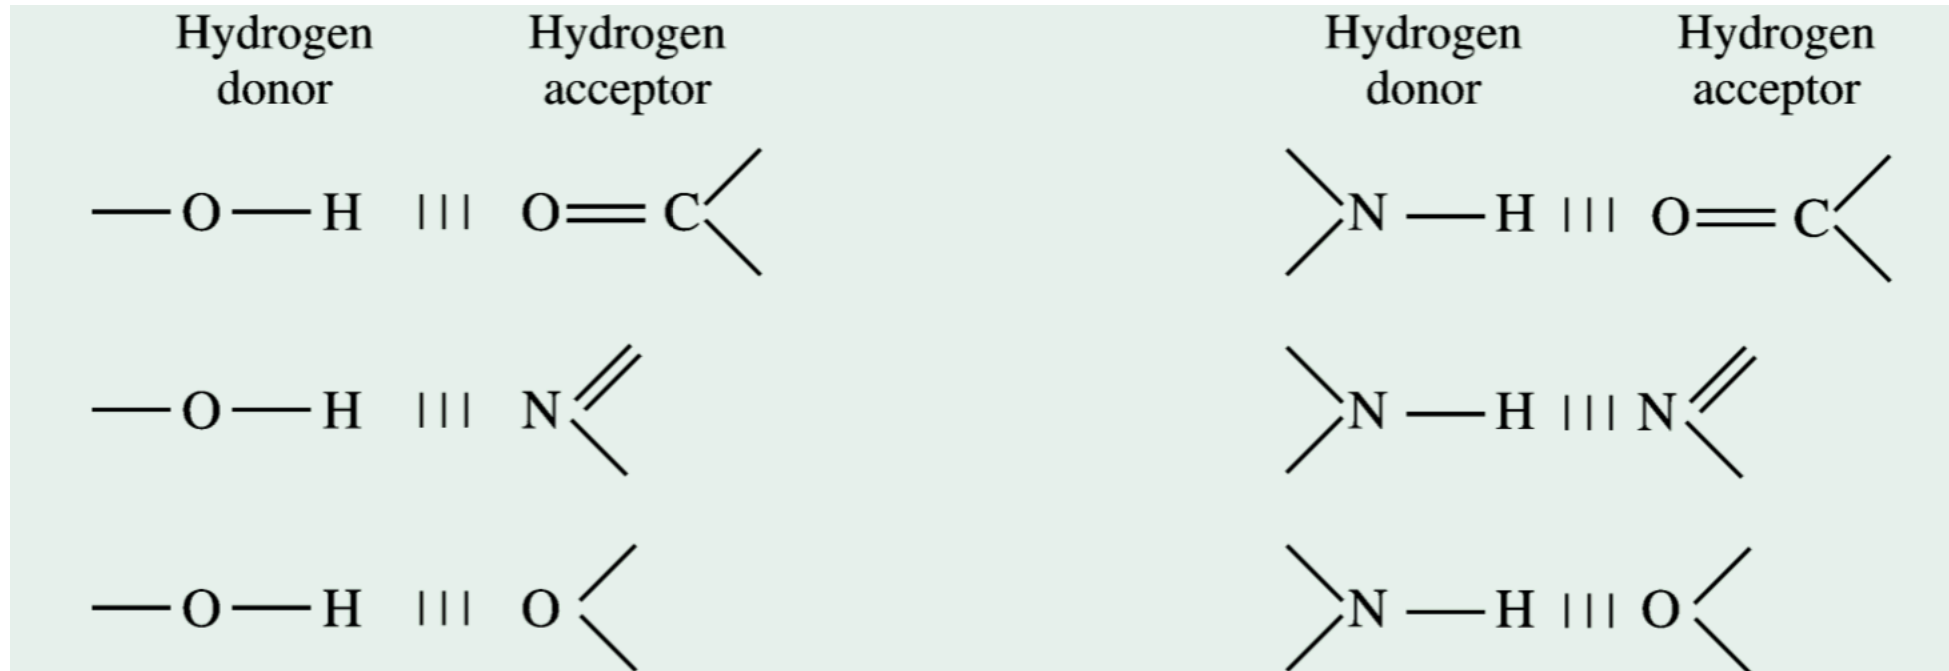 Hydrogen donor Hydrogen acceptor Hydrogen donor Hydrogen acceptor
—O—H ||| O=C N—H ||| O=C
—O—H ||| N N—H ||| N
—O—H ||| O N—H ||| O